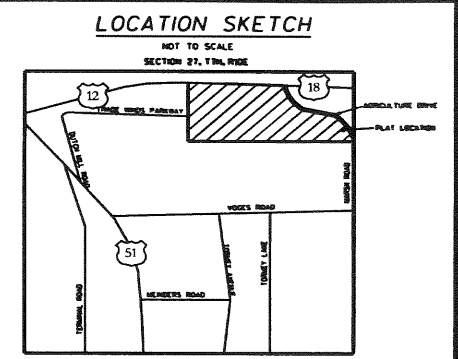 LOCATION SKETCH
NOT TO SCALE
SECTION 27, T7N, R10E
12
18
TRADE WINDS PARKWAY
AGRICULTURE DRIVE
PLAT LOCATION
DUTCH MILL ROAD
MARSH ROAD
VOGES ROAD
51
TERMINAL ROAD
MEINDERS ROAD
TORMEY LANE